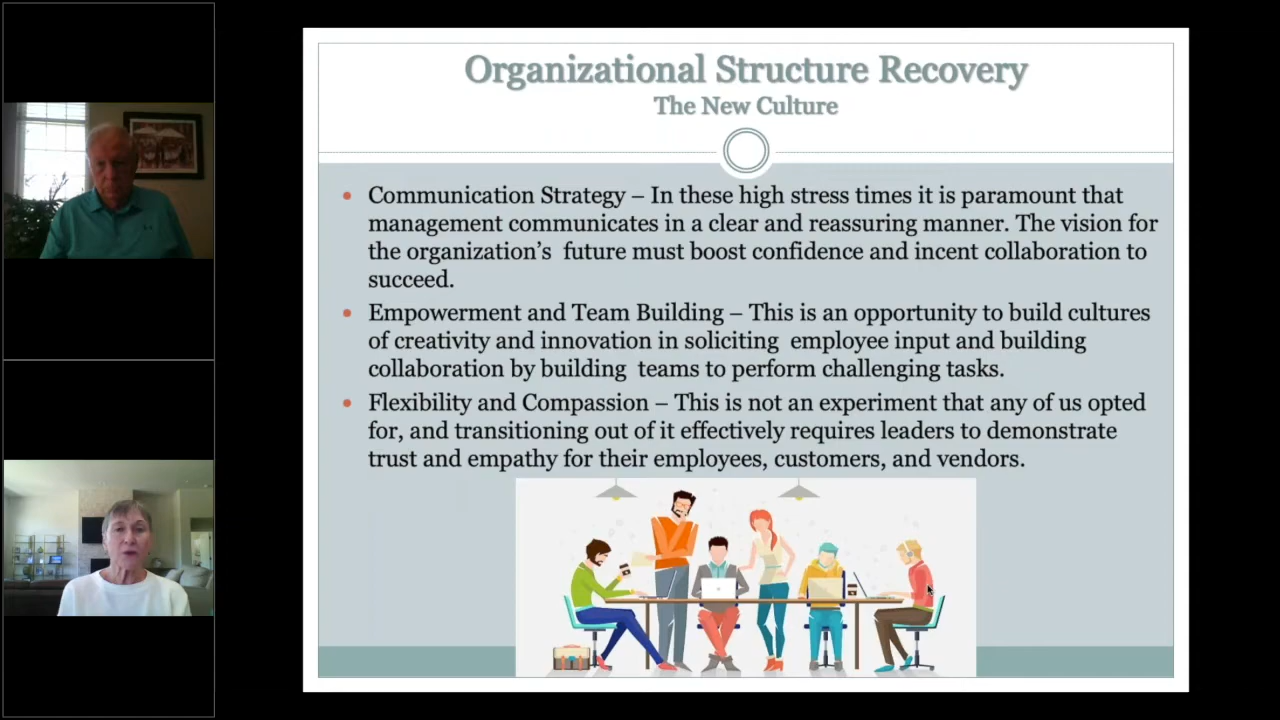 Organizational Structure Recovery
The New Culture
• Communication Strategy – In these high stress times it is paramount that
management communicates in a clear and reassuring manner. The vision for
the organization’s  future must boost confidence and incent collaboration to
succeed.
• Empowerment and Team Building – This is an opportunity to build cultures
of creativity and innovation in soliciting  employee input and building
collaboration by building  teams to perform challenging tasks.
• Flexibility and Compassion – This is not an experiment that any of us opted
for, and transitioning out of it effectively requires leaders to demonstrate
trust and empathy for their employees, customers, and vendors.